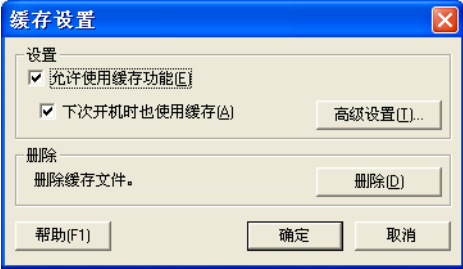 缓存设置
设置
允许使用缓存功能(E)
下次开机时也使用缓存(A)
高级设置(T)...
删除
删除缓存文件。
删除(D)
帮助(F1)
确定
取消